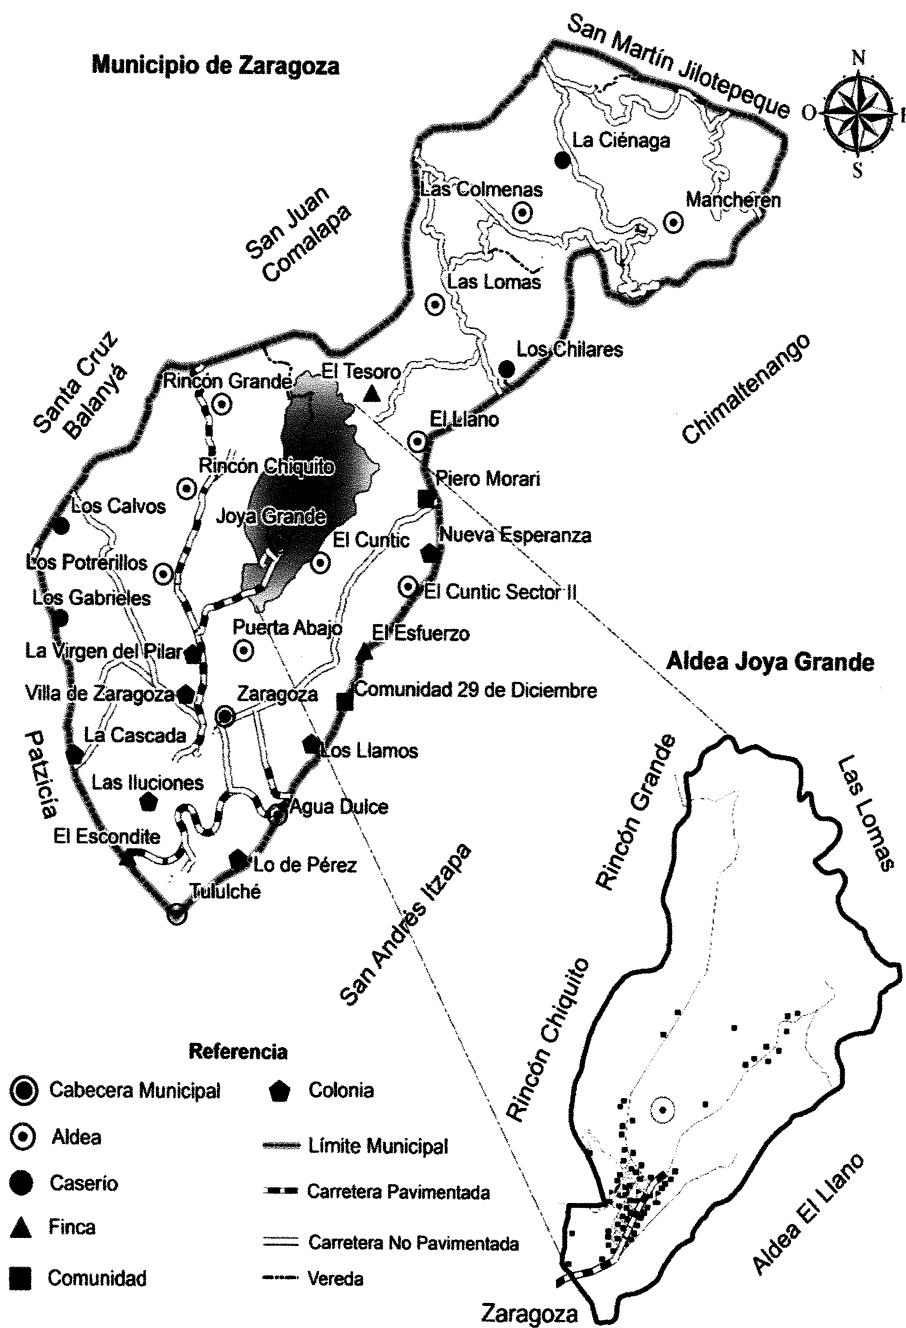 Municipio de Zaragoza
San Martín Jilotepeque
N
O
E
S
La Ciénaga
Las Colmenas
Mancheren
San Juan
Comalapa
Las Lomas
Santa Cruz
Balanyá
Los Chilares
Rincón Grande
El Tesoro
Chimaltenango
El Llano
Rincón Chiquito
Piero Morari
Los Calvos
Joya Grande
El Cuntic
Nueva Esperanza
Los Potrerillos
Los Gabrieles
El Cuntic Sector II
Puerta Abajo
El Esfuerzo
La Virgen del Pilar
Aldea Joya Grande
Villa de Zaragoza
Zaragoza
Comunidad 29 de Diciembre
La Cascada
Los Llamos
Patzicía
Las Iluciones
Agua Dulce
El Escondite
Lo de Pérez
Tululché
San Andrés Itzapa
Rincón Grande
Las Lomas
Rincón Chiquito
Aldea El Llano
Zaragoza
Referencia
Cabecera Municipal
Colonia
Aldea
Límite Municipal
Caserío
Carretera Pavimentada
Finca
Carretera No Pavimentada
Comunidad
Vereda